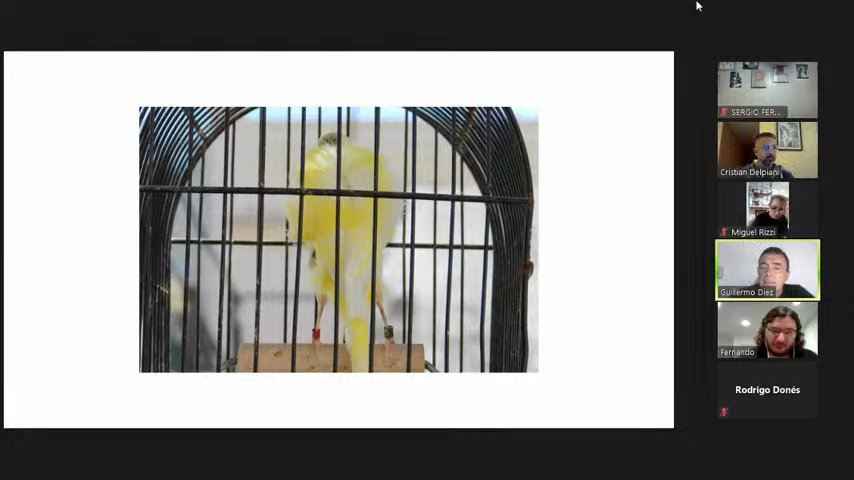 SERGIO FER...
Cristian Delpiani
Miguel Rizzi
Guillermo Diez
Fernando
Rodrigo Donés